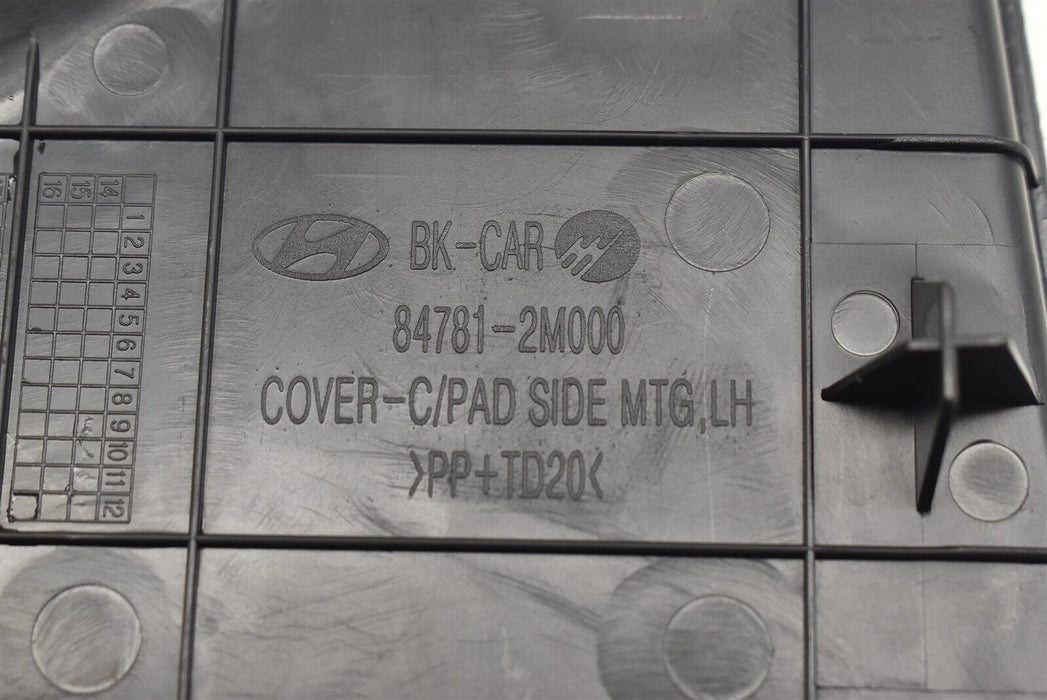 BK-CAR
84781-2M000
COVER-C/PAD SIDE MTG,LH
>PP+TD20<
14 15 16
1
2
3
4
5
6
7
8
9
10
11
12